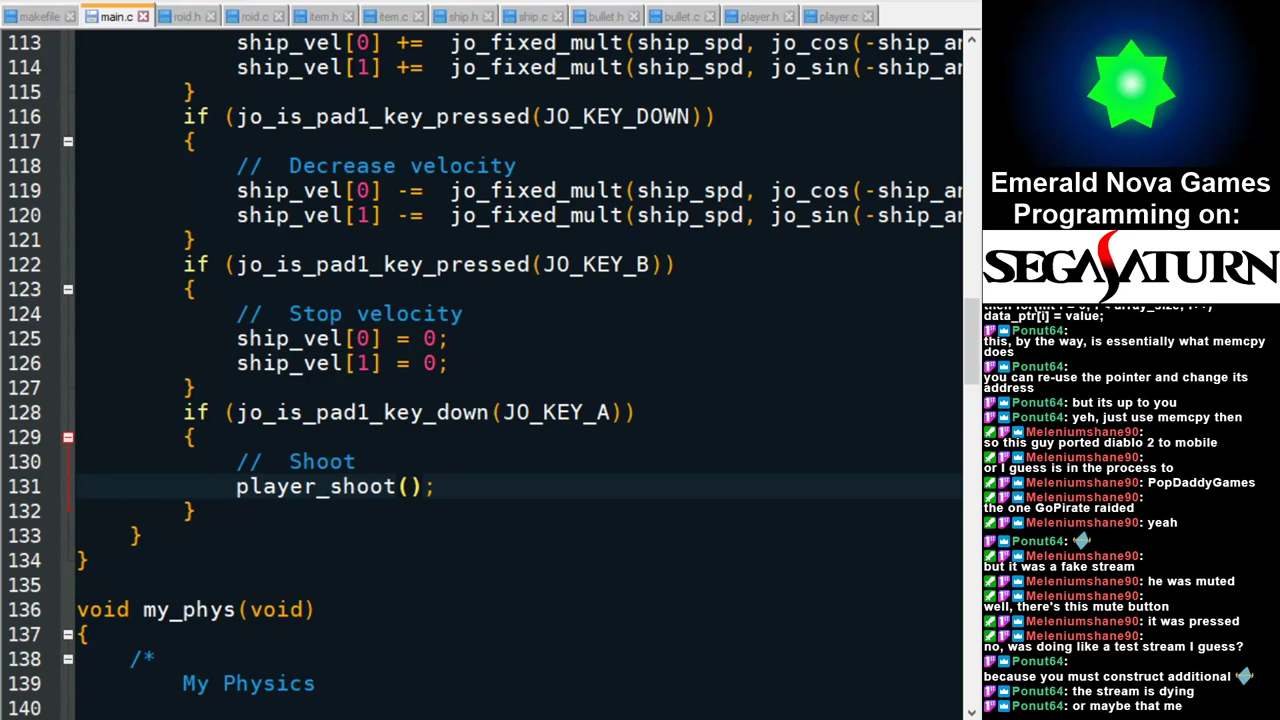 makefile main.c roid.h roid.c item.h item.c ship.h ship.c bullet.h bullet.c player.h player.c
113 ship_vel[0] += jo_fixed_mult(ship_spd, jo_cos(-ship_an
114 ship_vel[1] += jo_fixed_mult(ship_spd, jo_sin(-ship_an
115 }
116 if (jo_is_pad1_key_pressed(JO_KEY_DOWN))
117 {
118 // Decrease velocity
119 ship_vel[0] -= jo_fixed_mult(ship_spd, jo_cos(-ship_an
120 ship_vel[1] -= jo_fixed_mult(ship_spd, jo_sin(-ship_an
121 }
122 if (jo_is_pad1_key_pressed(JO_KEY_B))
123 {
124 // Stop velocity
125 ship_vel[0] = 0;
126 ship_vel[1] = 0;
127 }
128 if (jo_is_pad1_key_down(JO_KEY_A))
129 {
130 // Shoot
131 player_shoot();
132 }
133 }
134 }
135
136 void my_phys(void)
137 {
138 /*
139 My Physics
140
Emerald Nova Games
Programming on:
SEGA SATURN
then for(int i = 0; i < array_size; i++)
data_ptr[i] = value;
Ponut64:
this, by the way, is essentially what memcpy
does
Ponut64:
you can re-use the pointer and change its
address
Ponut64: but its up to you
Ponut64: yeh, just use memcpy then
Meleniumshane90:
so this guy ported diablo 2 to mobile
Meleniumshane90:
or I guess is in the process to
Meleniumshane90: PopDaddyGames
Meleniumshane90:
the one GoPirate raided
Meleniumshane90: yeah
Ponut64:
Meleniumshane90:
but it was a fake stream
Meleniumshane90: he was muted
Meleniumshane90:
well, there's this mute button
Meleniumshane90: it was pressed
Meleniumshane90:
no, was doing like a test stream I guess?
Ponut64:
because you must construct additional
Ponut64: the stream is dying
Ponut64: or maybe that me